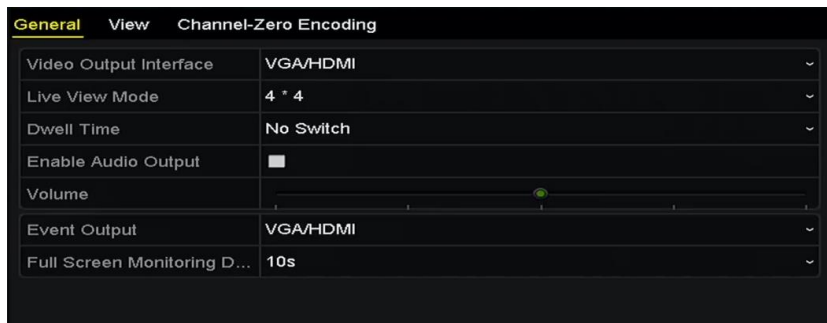 General View Channel-Zero Encoding
Video Output Interface VGA/HDMI
Live View Mode 4 * 4
Dwell Time No Switch
Enable Audio Output
Volume
Event Output VGA/HDMI
Full Screen Monitoring D... 10s